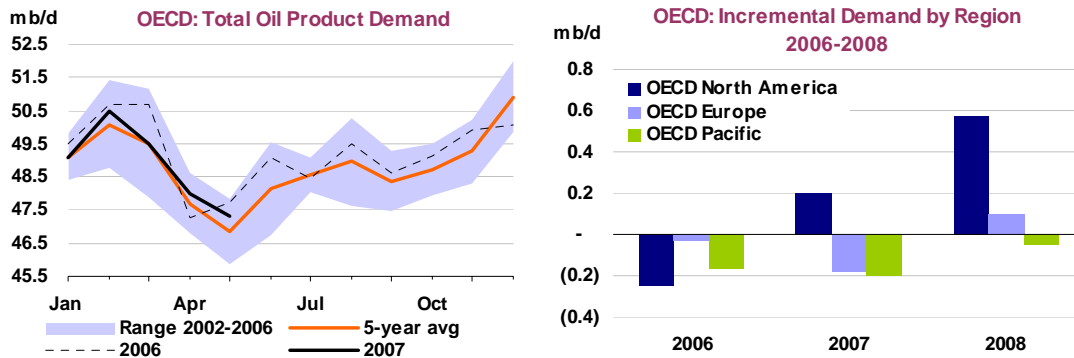 mb/d
OECD: Total Oil Product Demand
52.5
51.5
50.5
49.5
48.5
47.5
46.5
45.5
Jan
Apr
Jul
Oct
Range 2002-2006
5-year avg
2006
2007
OECD: Incremental Demand by Region
2006-2008
mb/d
0.8
0.6
0.4
0.2
-
(0.2)
(0.4)
OECD North America
OECD Europe
OECD Pacific
2006
2007
2008